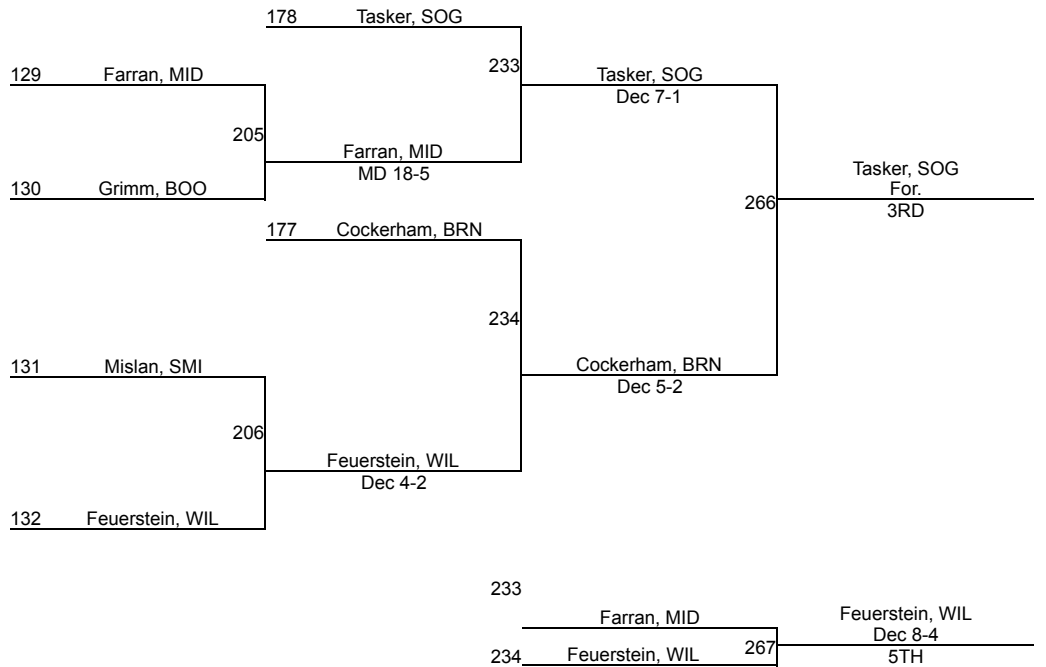 178 Tasker, SOG
129 Farran, MID
233
Tasker, SOG
Dec 7-1
205
Farran, MID
MD 18-5
130 Grimm, BOO
Tasker, SOG
For.
3RD
266
177 Cockerham, BRN
234
131 Mislan, SMI
Cockerham, BRN
Dec 5-2
206
Feuerstein, WIL
Dec 4-2
132 Feuerstein, WIL
233
Farran, MID
234 Feuerstein, WIL
267
Feuerstein, WIL
Dec 8-4
5TH